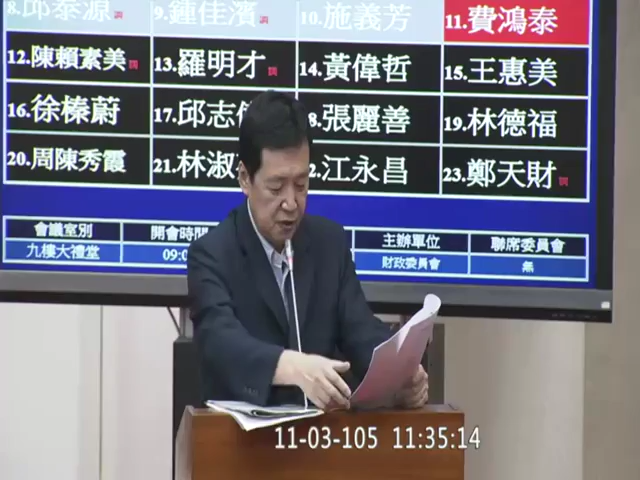 8.邱泰源 9.鍾佳濱 10.施義芳 11.費鴻泰
12.陳賴素美 13.羅明才 14.黃偉哲 15.王惠美
16.徐榛蔚 17.邱志 張麗善 19.林德福
20.周陳秀霞 21.林淑 江永昌 23.鄭天財
會議室別 開會時間 主辦單位 聯席委員會
九樓大禮堂 09:0 財政委員會 無
11-03-105 11:35:14